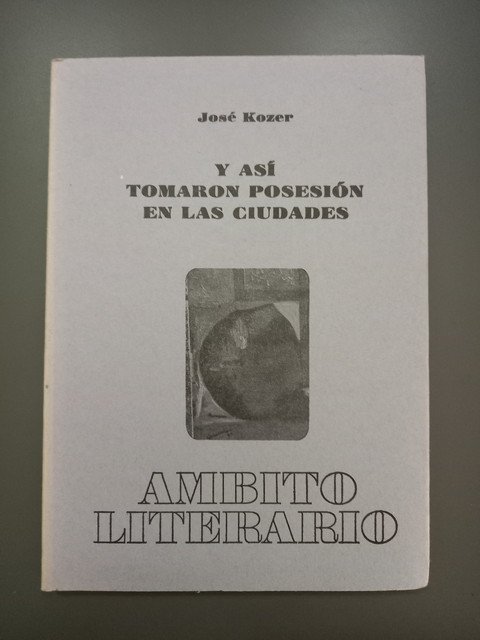 José Kozer
Y ASÍ
TOMARON POSESIÓN
EN LAS CIUDADES
AMBITO
LITERARIO